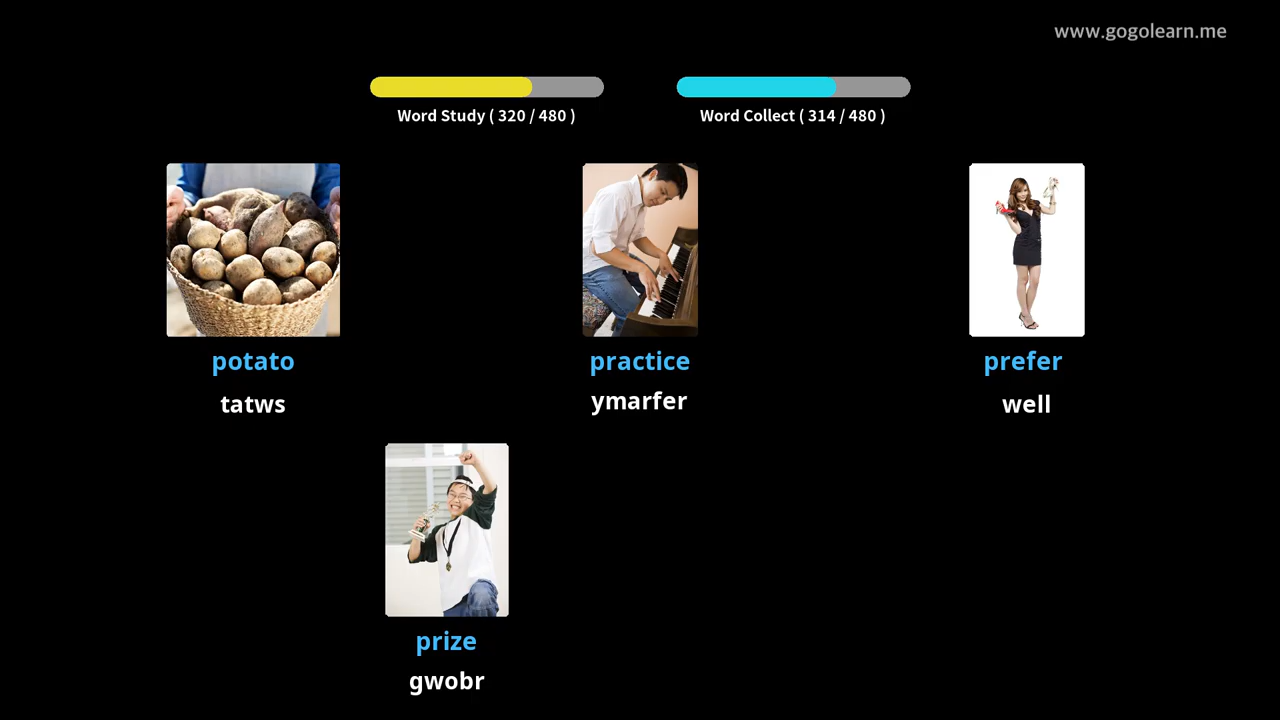 www.gogolearn.me
Word Study ( 320 / 480 )
Word Collect ( 314 / 480 )
potato
practice
prefer
tatws
ymarfer
well
prize
gwobr